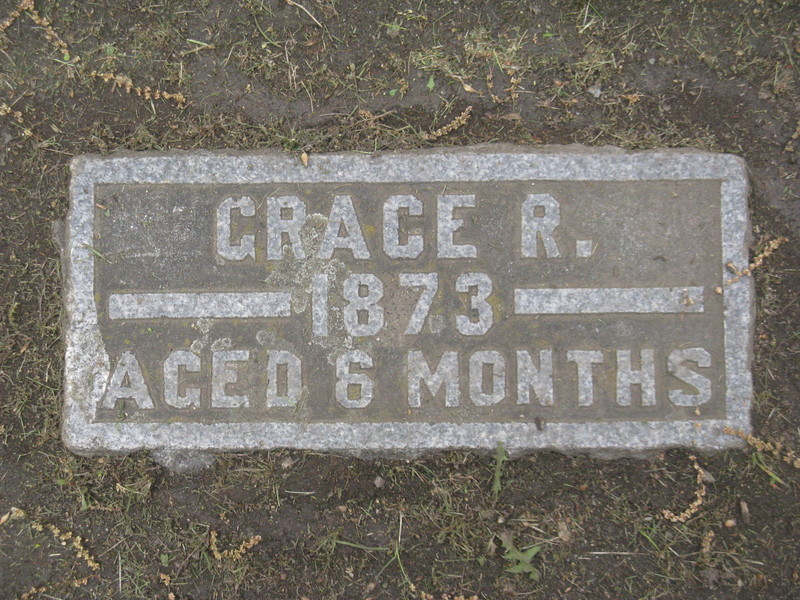 GRACE R.
1873
AGED 6 MONTHS